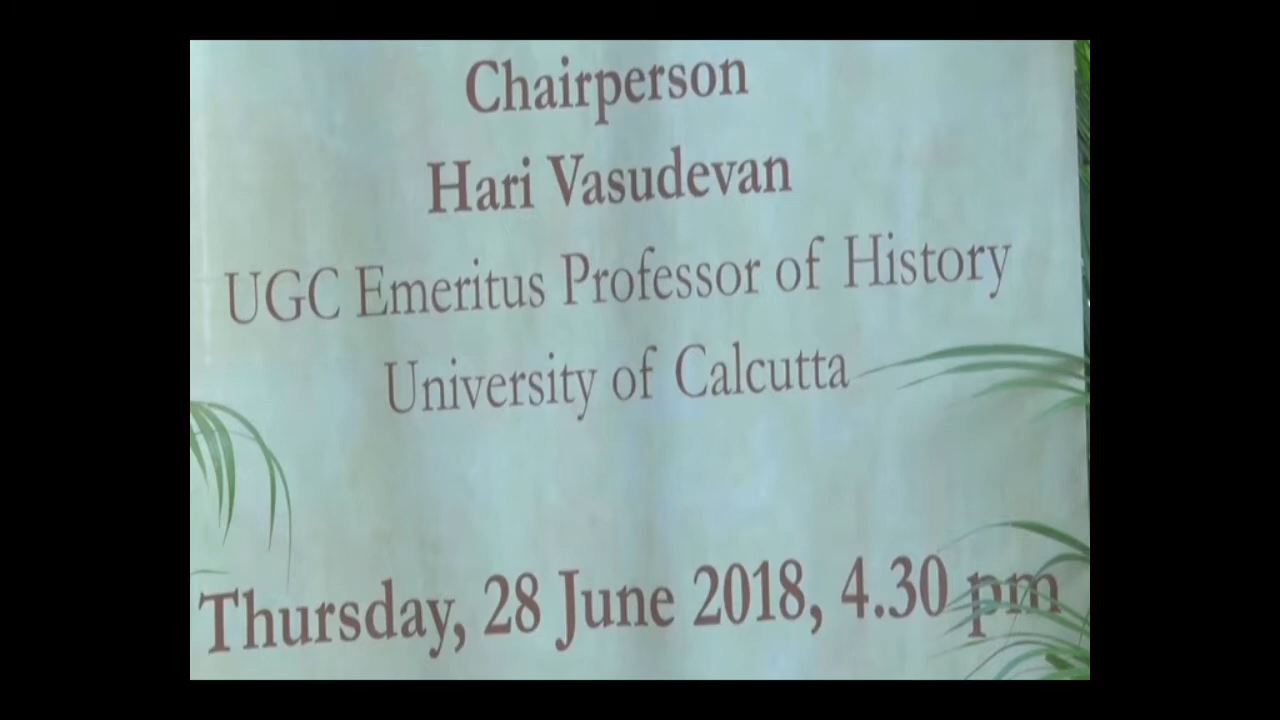 Chairperson
Hari Vasudevan
UGC Emeritus Professor of History
University of Calcutta
Thursday, 28 June 2018, 4.30 pm